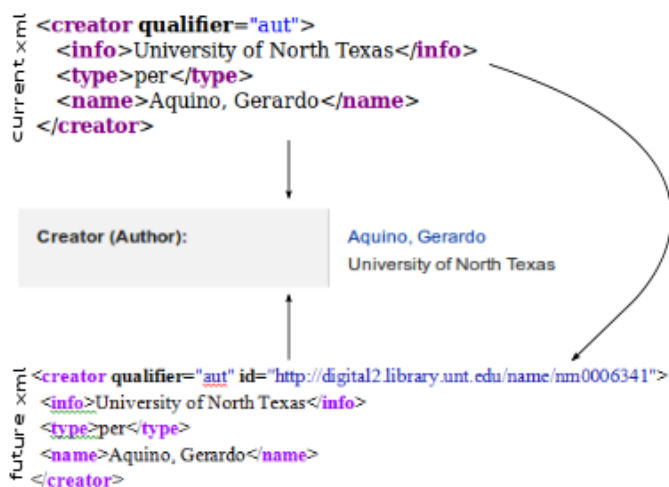 current xml
<creator qualifier="aut">
<info>University of North Texas</info>
<type>per</type>
<name>Aquino, Gerardo</name>
</creator>
Creator (Author):
Aquino, Gerardo
University of North Texas
future xml
<creator qualifier="aut" id="http://digital2.library.unt.edu/name/nm0006341">
<info>University of North Texas</info>
<type>per</type>
<name>Aquino, Gerardo</name>
</creator>